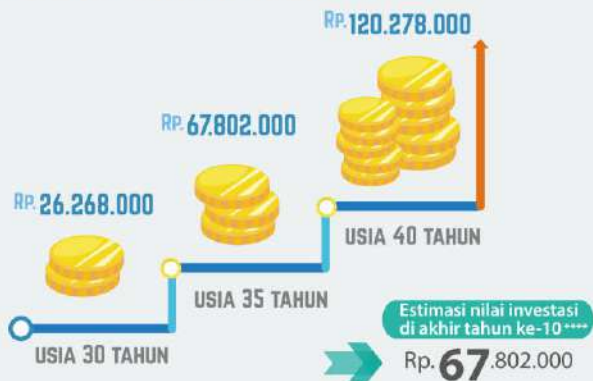 Rp.120.278.000
Rp.67.802.000
Rp.26.268.000
USIA 40 TAHUN
USIA 35 TAHUN
USIA 30 TAHUN
Estimasi nilai investasi
di akhir tahun ke-10****
Rp.67.802.000